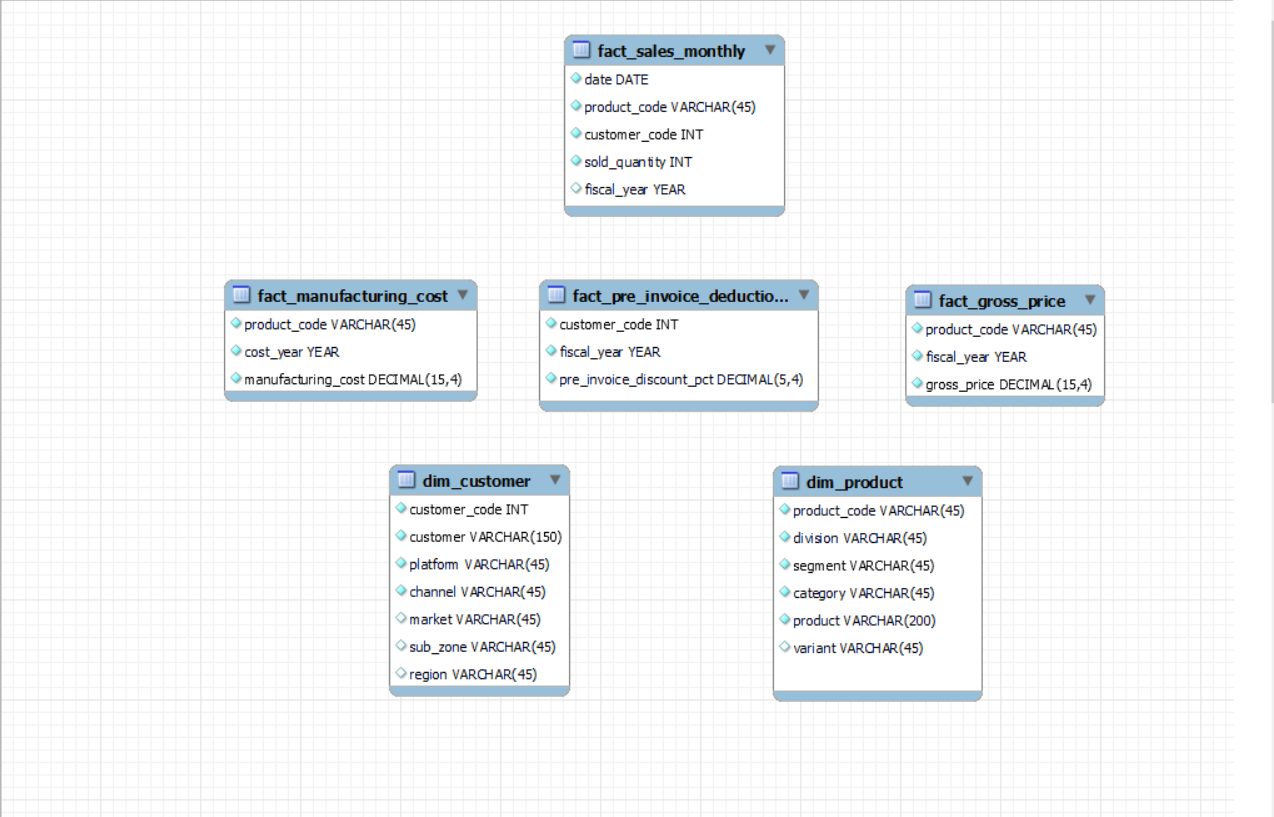 fact_sales_monthly
date DATE
product_code VARCHAR(45)
customer_code INT
sold_quantity INT
fiscal_year YEAR
fact_manufacturing_cost
product_code VARCHAR(45)
cost_year YEAR
manufacturing_cost DECIMAL(15,4)
fact_pre_invoice_deductio...
customer_code INT
fiscal_year YEAR
pre_invoice_discount_pct DECIMAL(5,4)
fact_gross_price
product_code VARCHAR(45)
fiscal_year YEAR
gross_price DECIMAL(15,4)
dim_customer
customer_code INT
customer VARCHAR(150)
platform VARCHAR(45)
channel VARCHAR(45)
market VARCHAR(45)
sub_zone VARCHAR(45)
region VARCHAR(45)
dim_product
product_code VARCHAR(45)
division VARCHAR(45)
segment VARCHAR(45)
category VARCHAR(45)
product VARCHAR(200)
variant VARCHAR(45)